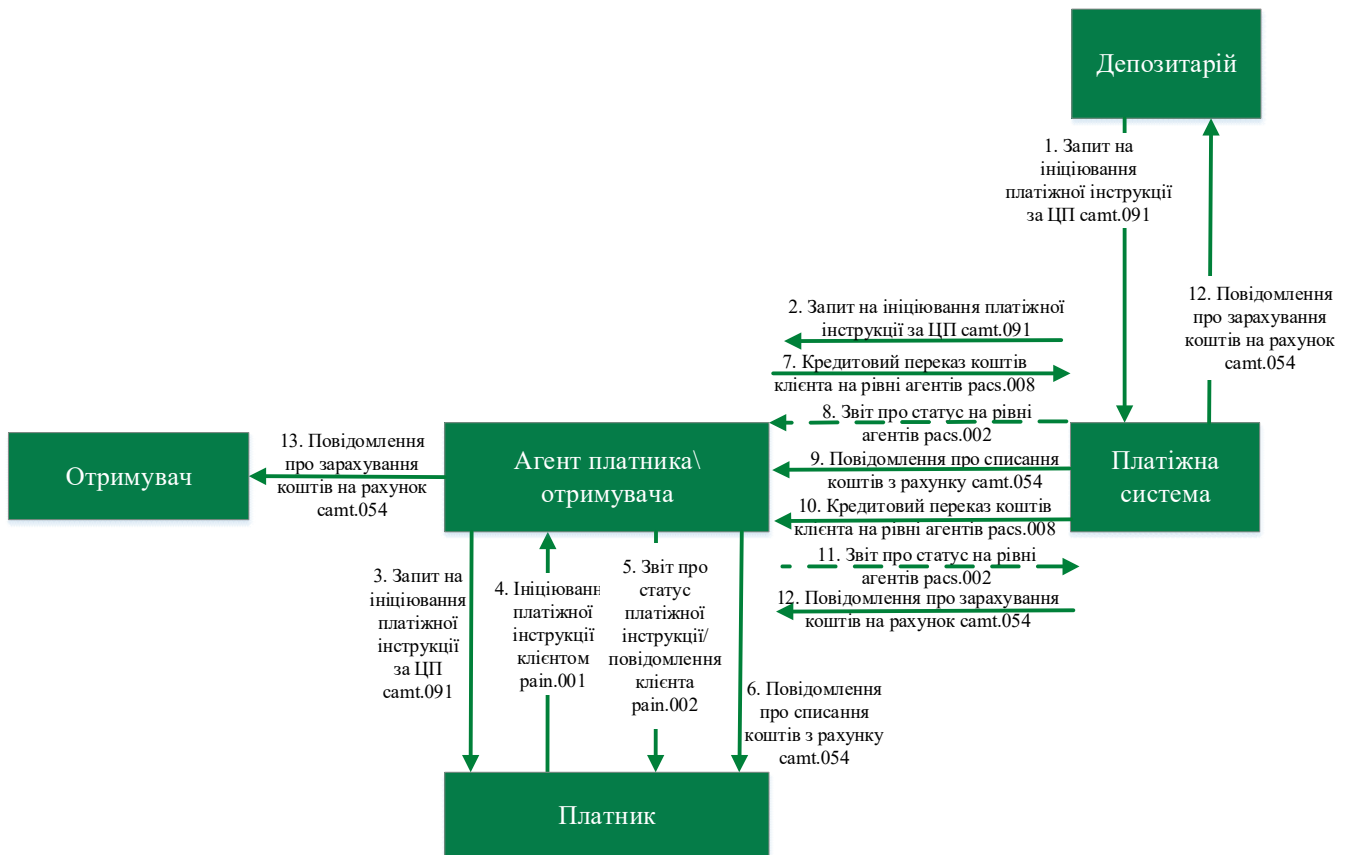 Депозитарій
1. Запит на
ініціювання
платіжної інструкції
за ЦП camt.091
12. Повідомлення
про зарахування
коштів на рахунок
camt.054
2. Запит на ініціювання платіжної
інструкції за ЦП camt.091
7. Кредитовий переказ коштів
клієнта на рівні агентів pacs.008
8. Звіт про статус на рівні
агентів pacs.002
9. Повідомлення про списання
коштів з рахунку camt.054
10. Кредитовий переказ коштів
клієнта на рівні агентів pacs.008
11. Звіт про статус на рівні
агентів pacs.002
12. Повідомлення про зарахування
коштів на рахунок camt.054
Отримувач
13. Повідомлення
про зарахування
коштів на рахунок
camt.054
Агент платника\
отримувача
Платіжна
система
3. Запит на
ініціювання
платіжної
інструкції
за ЦП
camt.091
4. Ініціюванн
платіжної
інструкції
клієнтом
pain.001
5. Звіт про
статус
платіжної
інструкції/
повідомлення
клієнта
pain.002
6. Повідомлення
про списання
коштів з рахунку
camt.054
Платник